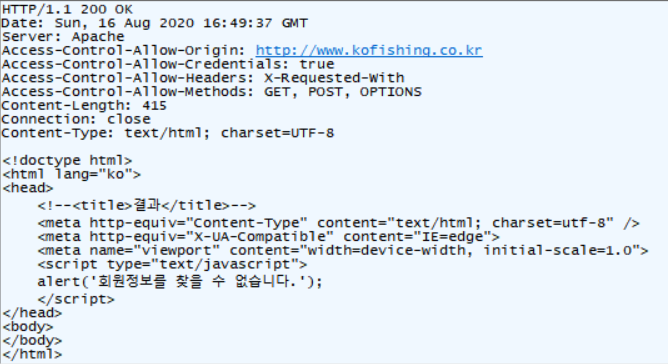 HTTP/1.1 200 OK
Date: Sun, 16 Aug 2020 16:49:37 GMT
Server: Apache
Access-Control-Allow-Origin: http://www.kofishing.co.kr
Access-Control-Allow-Credentials: true
Access-Control-Allow-Headers: X-Requested-With
Access-Control-Allow-Methods: GET, POST, OPTIONS
Content-Length: 415
Connection: close
Content-Type: text/html; charset=UTF-8

<!doctype html>
<html lang="ko">
<head>
    <!--<title>결과</title>-->
    <meta http-equiv="Content-Type" content="text/html; charset=utf-8" />
    <meta http-equiv="X-UA-Compatible" content="IE=edge">
    <meta name="viewport" content="width=device-width, initial-scale=1.0">
    <script type="text/javascript">
    alert('회원정보를 찾을 수 없습니다.');
    </script>
</head>
<body>
</body>
</html>